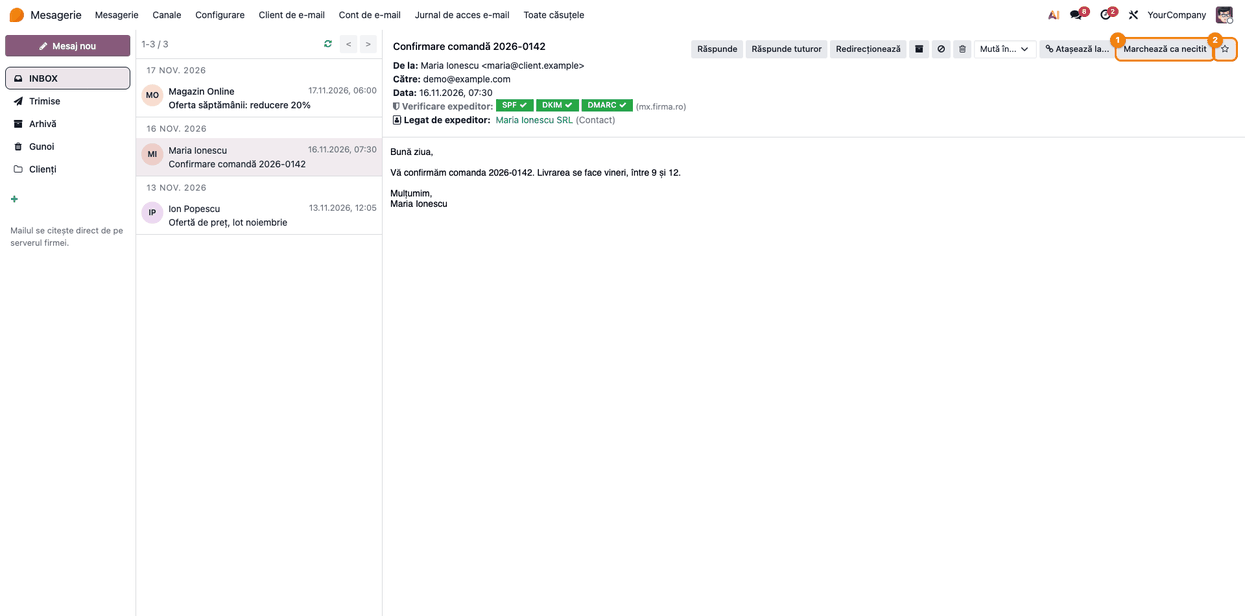 Mesagerie Mesagerie Canale Configurare Client de e-mail Cont de e-mail Jurnal de acces e-mail Toate căsuțele AI 8 2 YourCompany
Mesaj nou
INBOX
Trimise
Arhivă
Gunoi
Clienți
+
Mailul se citește direct de pe
serverul firmei.
1-3 / 3 < >
17 NOV. 2026
MO Magazin Online 17.11.2026, 06:00
Oferta săptămânii: reducere 20%
16 NOV. 2026
MI Maria Ionescu 16.11.2026, 07:30
Confirmare comandă 2026-0142
13 NOV. 2026
IP Ion Popescu 13.11.2026, 12:05
Ofertă de preț, lot noiembrie
Confirmare comandă 2026-0142
Răspunde Răspunde tuturor Redirecționează Mută în... Atașează la... 1 Marchează ca necitit 2
De la: Maria Ionescu <maria@client.example>
Către: demo@example.com
Data: 16.11.2026, 07:30
Verificare expeditor: SPF ✓ DKIM ✓ DMARC ✓ (mx.firma.ro)
Legat de expeditor: Maria Ionescu SRL (Contact)
Bună ziua,
Vă confirmăm comanda 2026-0142. Livrarea se face vineri, între 9 și 12.
Mulțumim,
Maria Ionescu